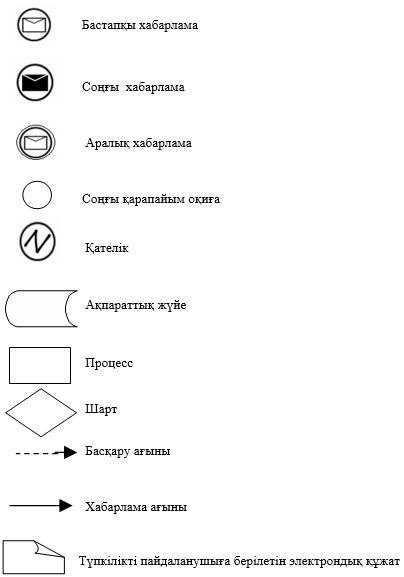 Бастапқы хабарлама
Соңғы хабарлама
Аралық хабарлама
Соңғы қарапайым оқиға
Қателік
Ақпараттық жүйе
Процесс
Шарт
Басқару ағыны
Хабарлама ағыны
Түпкілікті пайдаланушыға берілетін электрондық құжат